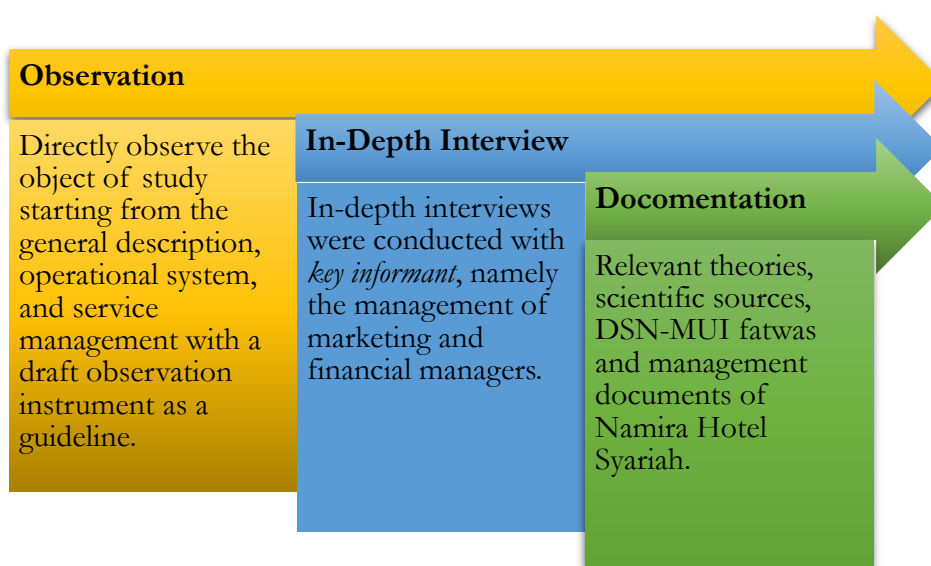 Observation
Directly observe the
object of study
starting from the
general description,
operational system,
and service
management with a
draft observation
instrument as a
guideline.
In-Depth Interview
In-depth interviews
were conducted with
key informant, namely
the management of
marketing and
financial managers.
Docomentation
Relevant theories,
scientific sources,
DSN-MUI fatwas
and management
documents of
Namira Hotel
Syariah.